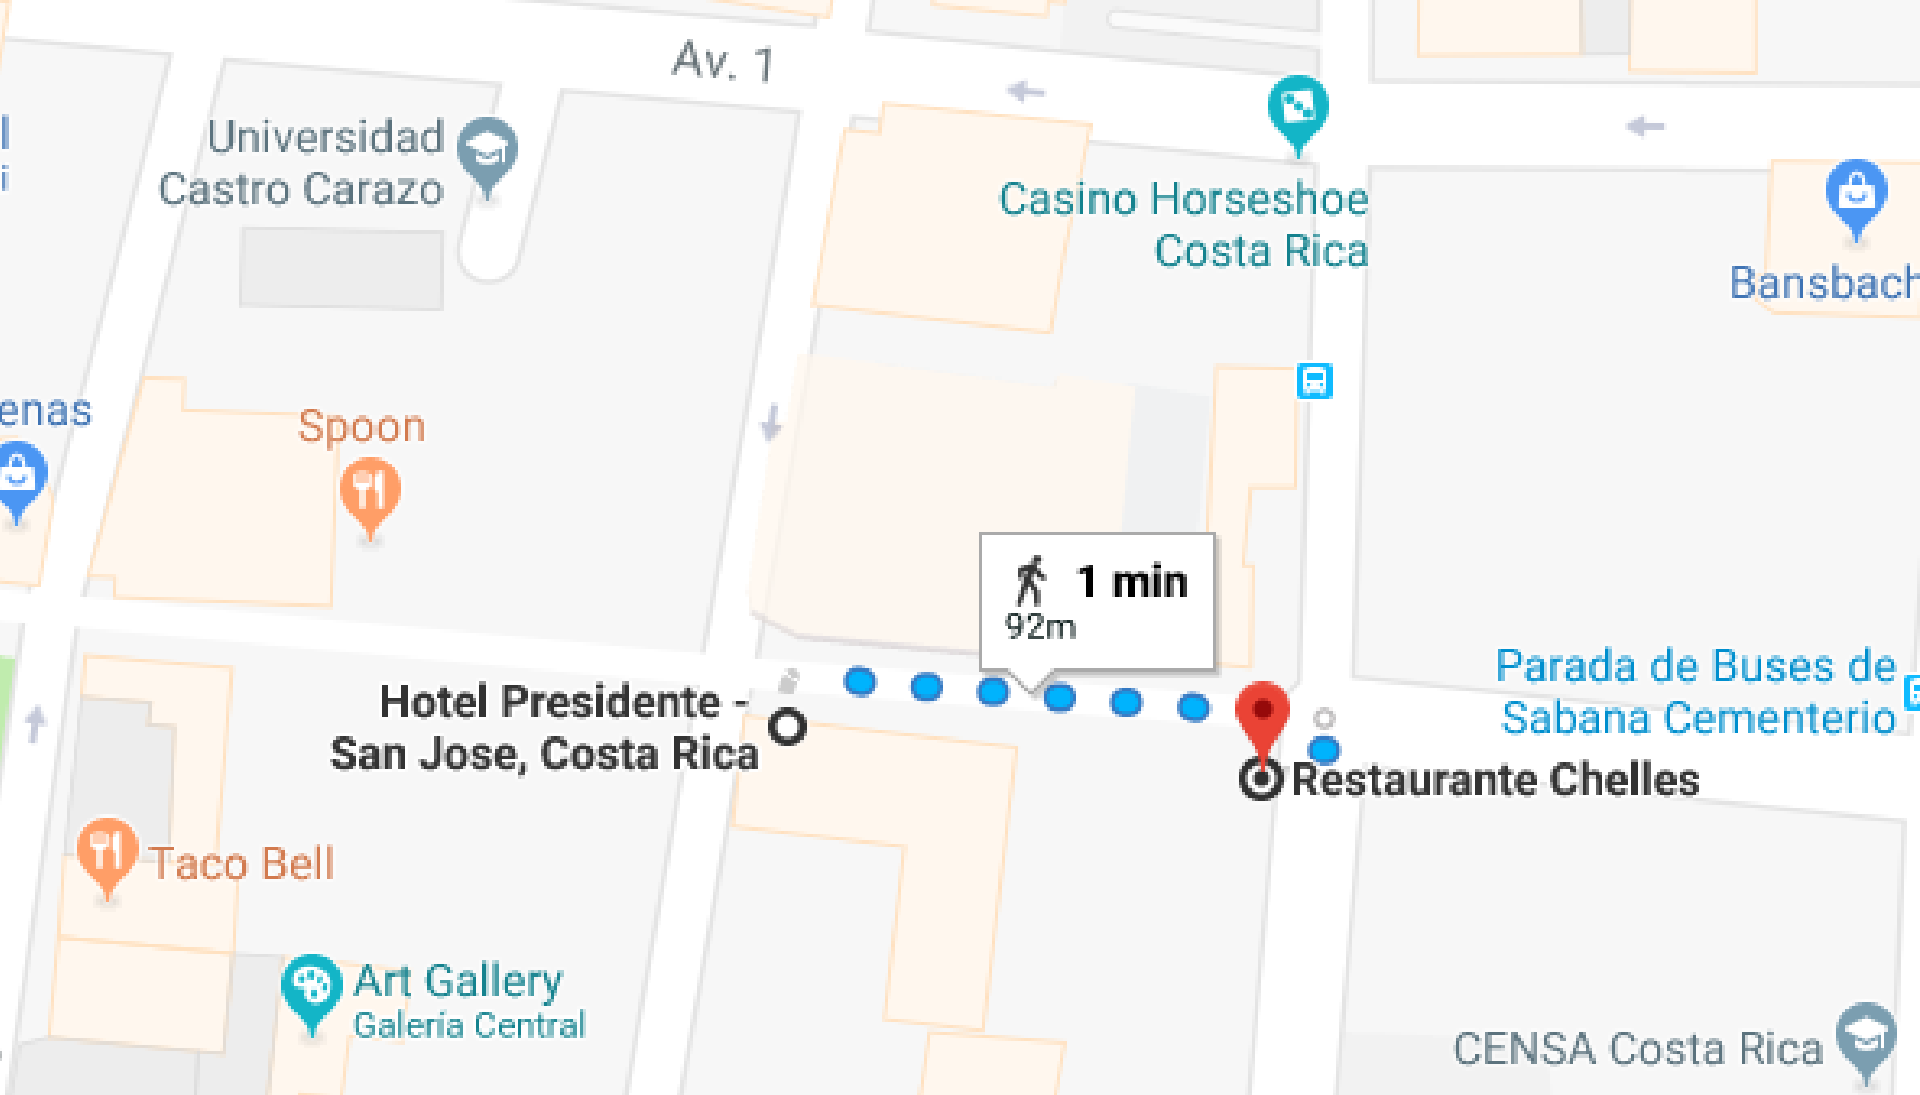 Av. 1
Universidad
Castro Carazo
Casino Horseshoe
Costa Rica
Bansbach
enas
Spoon
1 min
92m
Parada de Buses de
Sabana Cementerio
Hotel Presidente -
San Jose, Costa Rica
Restaurante Chelles
Taco Bell
Art Gallery
Galeria Central
CENSA Costa Rica